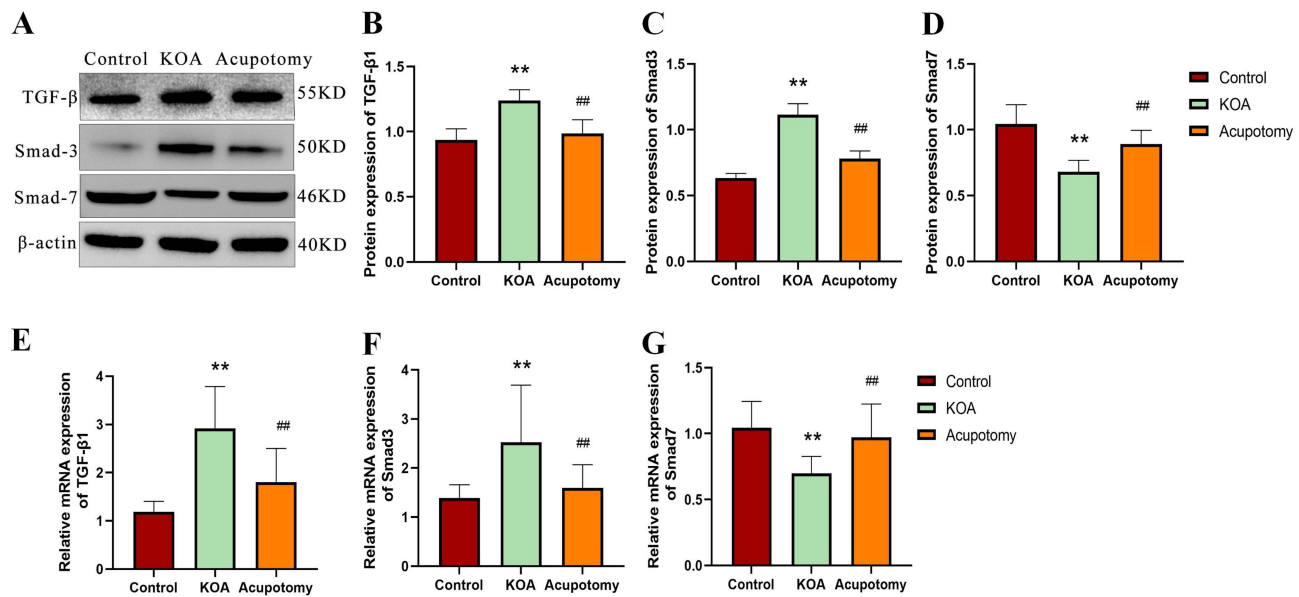 A
Control KOA Acupotomy
TGF-β 55KD
Smad-3 50KD
Smad-7 46KD
β-actin 40KD
B
Protein expression of TGF-β1
1.5
1.0
0.5
0.0
**
##
Control KOA Acupotomy
C
Protein expression of Smad3
1.5
1.0
0.5
0.0
**
##
Control KOA Acupotomy
D
Protein expression of Smad7
1.5
1.0
0.5
0.0
**
##
Control KOA Acupotomy
Control
KOA
Acupotomy
E
Relative mRNA expression
of TGF-β1
4
3
2
1
0
**
##
Control KOA Acupotomy
F
Relative mRNA expression
of Smad3
4
3
2
1
0
**
##
Control KOA Acupotomy
G
Relative mRNA expression
of Smad7
1.5
1.0
0.5
0.0
**
##
Control KOA Acupotomy
Control
KOA
Acupotomy